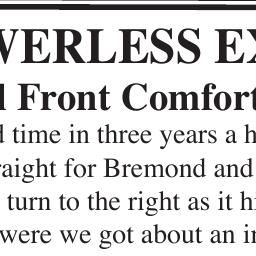 WERLESS EX
l Front Comfort
d time in three years a h
raight for Bremond and
turn to the right as it hi
were we got about an in